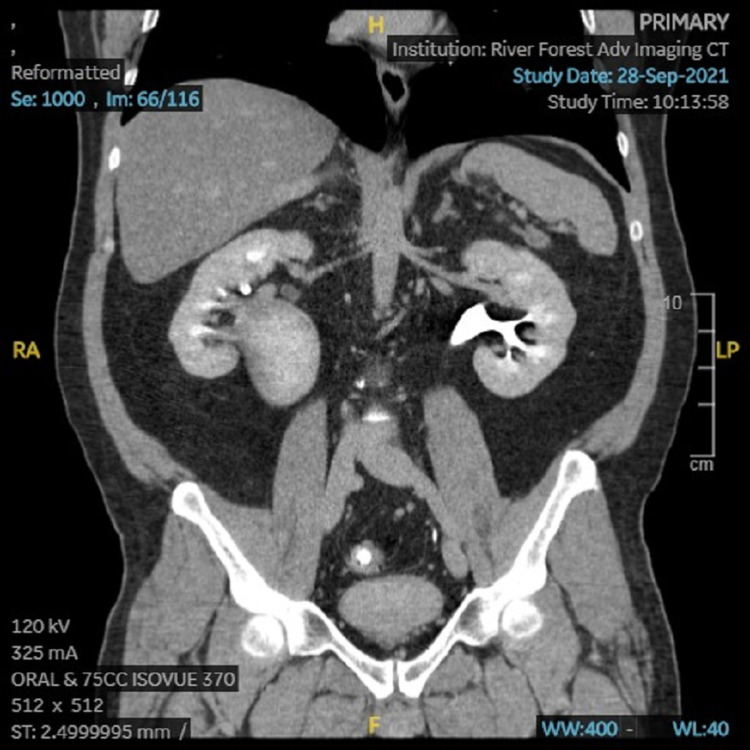 ,
,
Reformatted
Se: 1000 , Im: 66/116
H
PRIMARY
Institution: River Forest Adv Imaging CT
Study Date: 28-Sep-2021
Study Time: 10:13:58
RA
10
LP
cm
120 kV
325 mA
ORAL & 75CC ISOVUE 370
512 x 512
ST: 2.4999995 mm /
F
WW:400 - WL:40